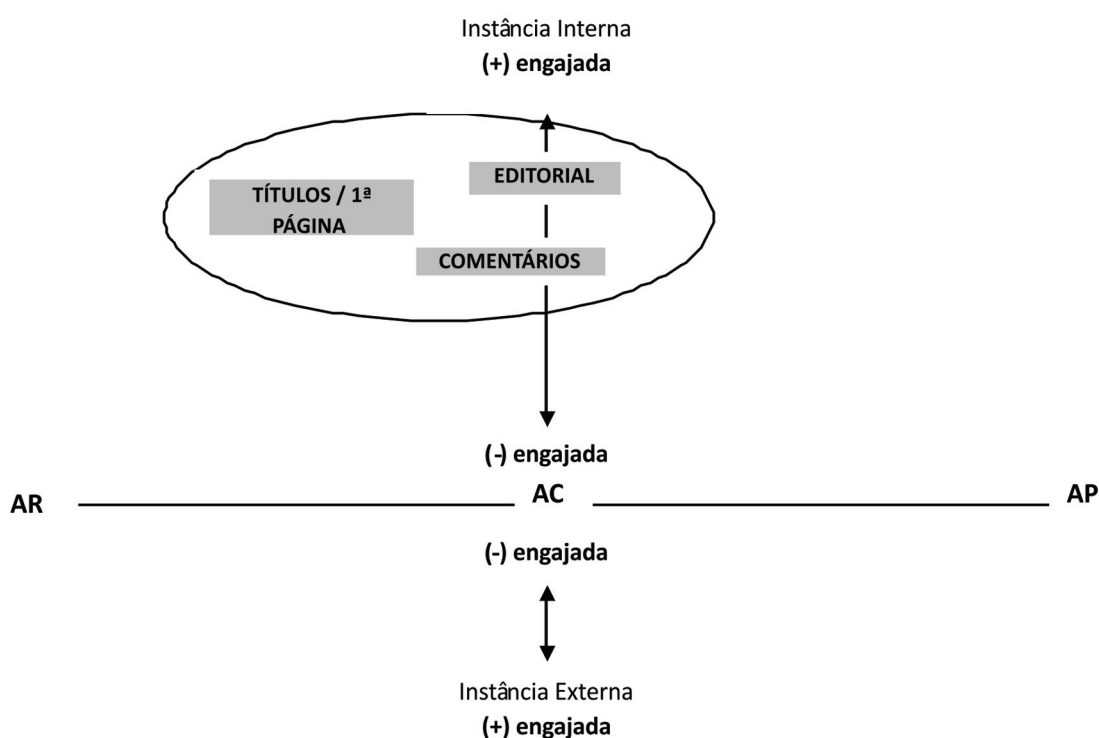 Instância Interna
(+) engajada
EDITORIAL
TÍTULOS / 1ª
PÁGINA
COMENTÁRIOS
(-) engajada
AR
AC
AP
(-) engajada
Instância Externa
(+) engajada